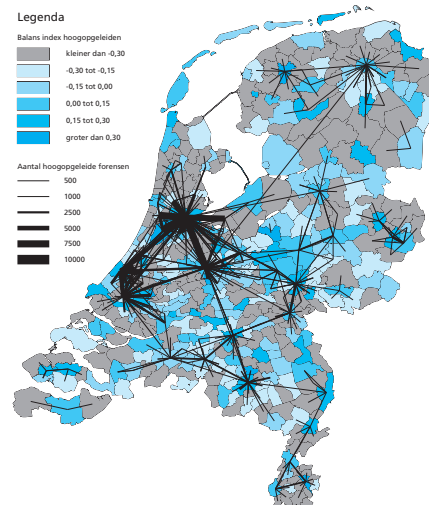 Legenda
Balans index hoogopgeleiden
kleiner dan -0,30
-0,30 tot -0,15
-0,15 tot 0,00
0,00 tot 0,15
0,15 tot 0,30
groter dan 0,30
Aantal hoogopgeleide forensen
500
1000
2500
5000
7500
10000